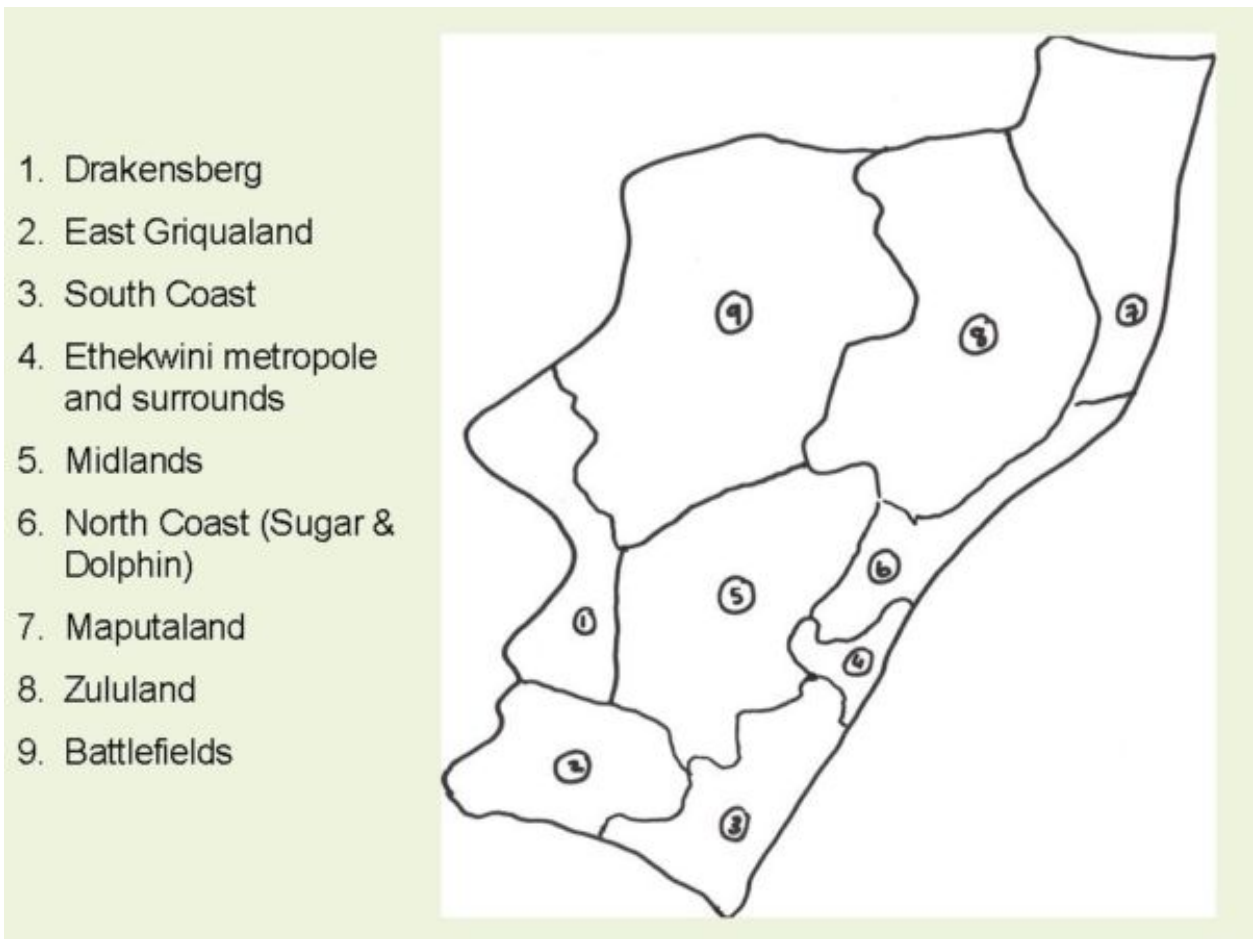 1. Drakensberg
2. East Griqualand
3. South Coast
4. Ethekwini metropole
and surrounds
5. Midlands
6. North Coast (Sugar &
Dolphin)
7. Maputaland
8. Zululand
9. Battlefields
9
8
7
6
5
1
4
2
3